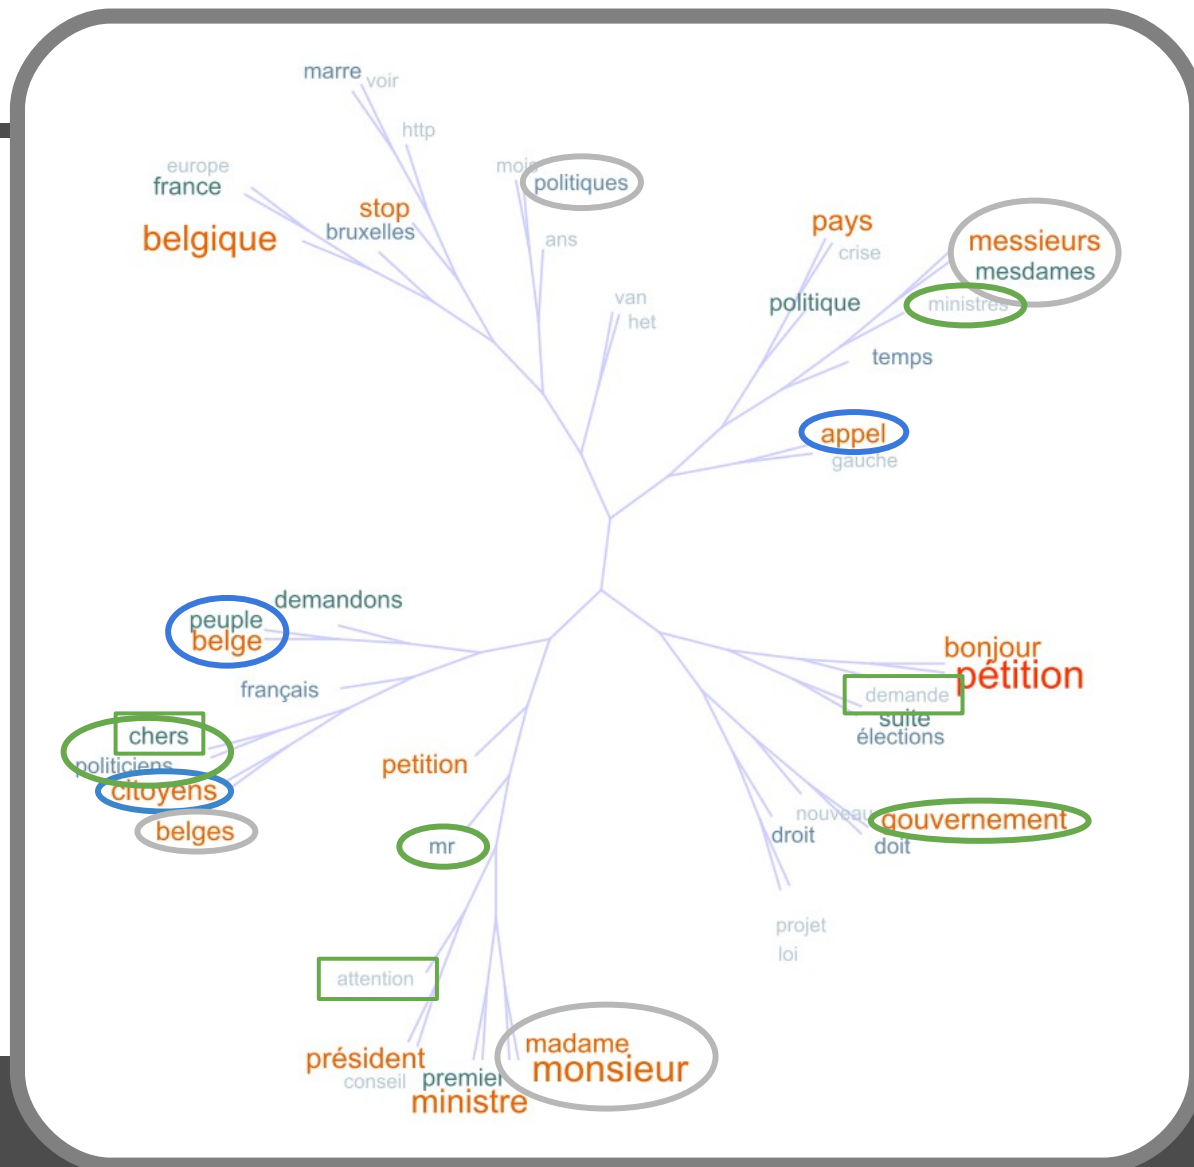 marre
voir
http
europe
france
mois
politiques
stop
belgique
bruxelles
ans
pays
messieurs
crise
mesdames
van
politique
ministres
het
temps
appel
gauche
demandons
peuple
belge
bonjour
pétition
français
demande
suite
chers
élections
politiciens
petition
citoyens
nouveau
gouvernement
belges
droit
doit
mr
projet
loi
attention
madame
président
monsieur
conseil
premier
ministre